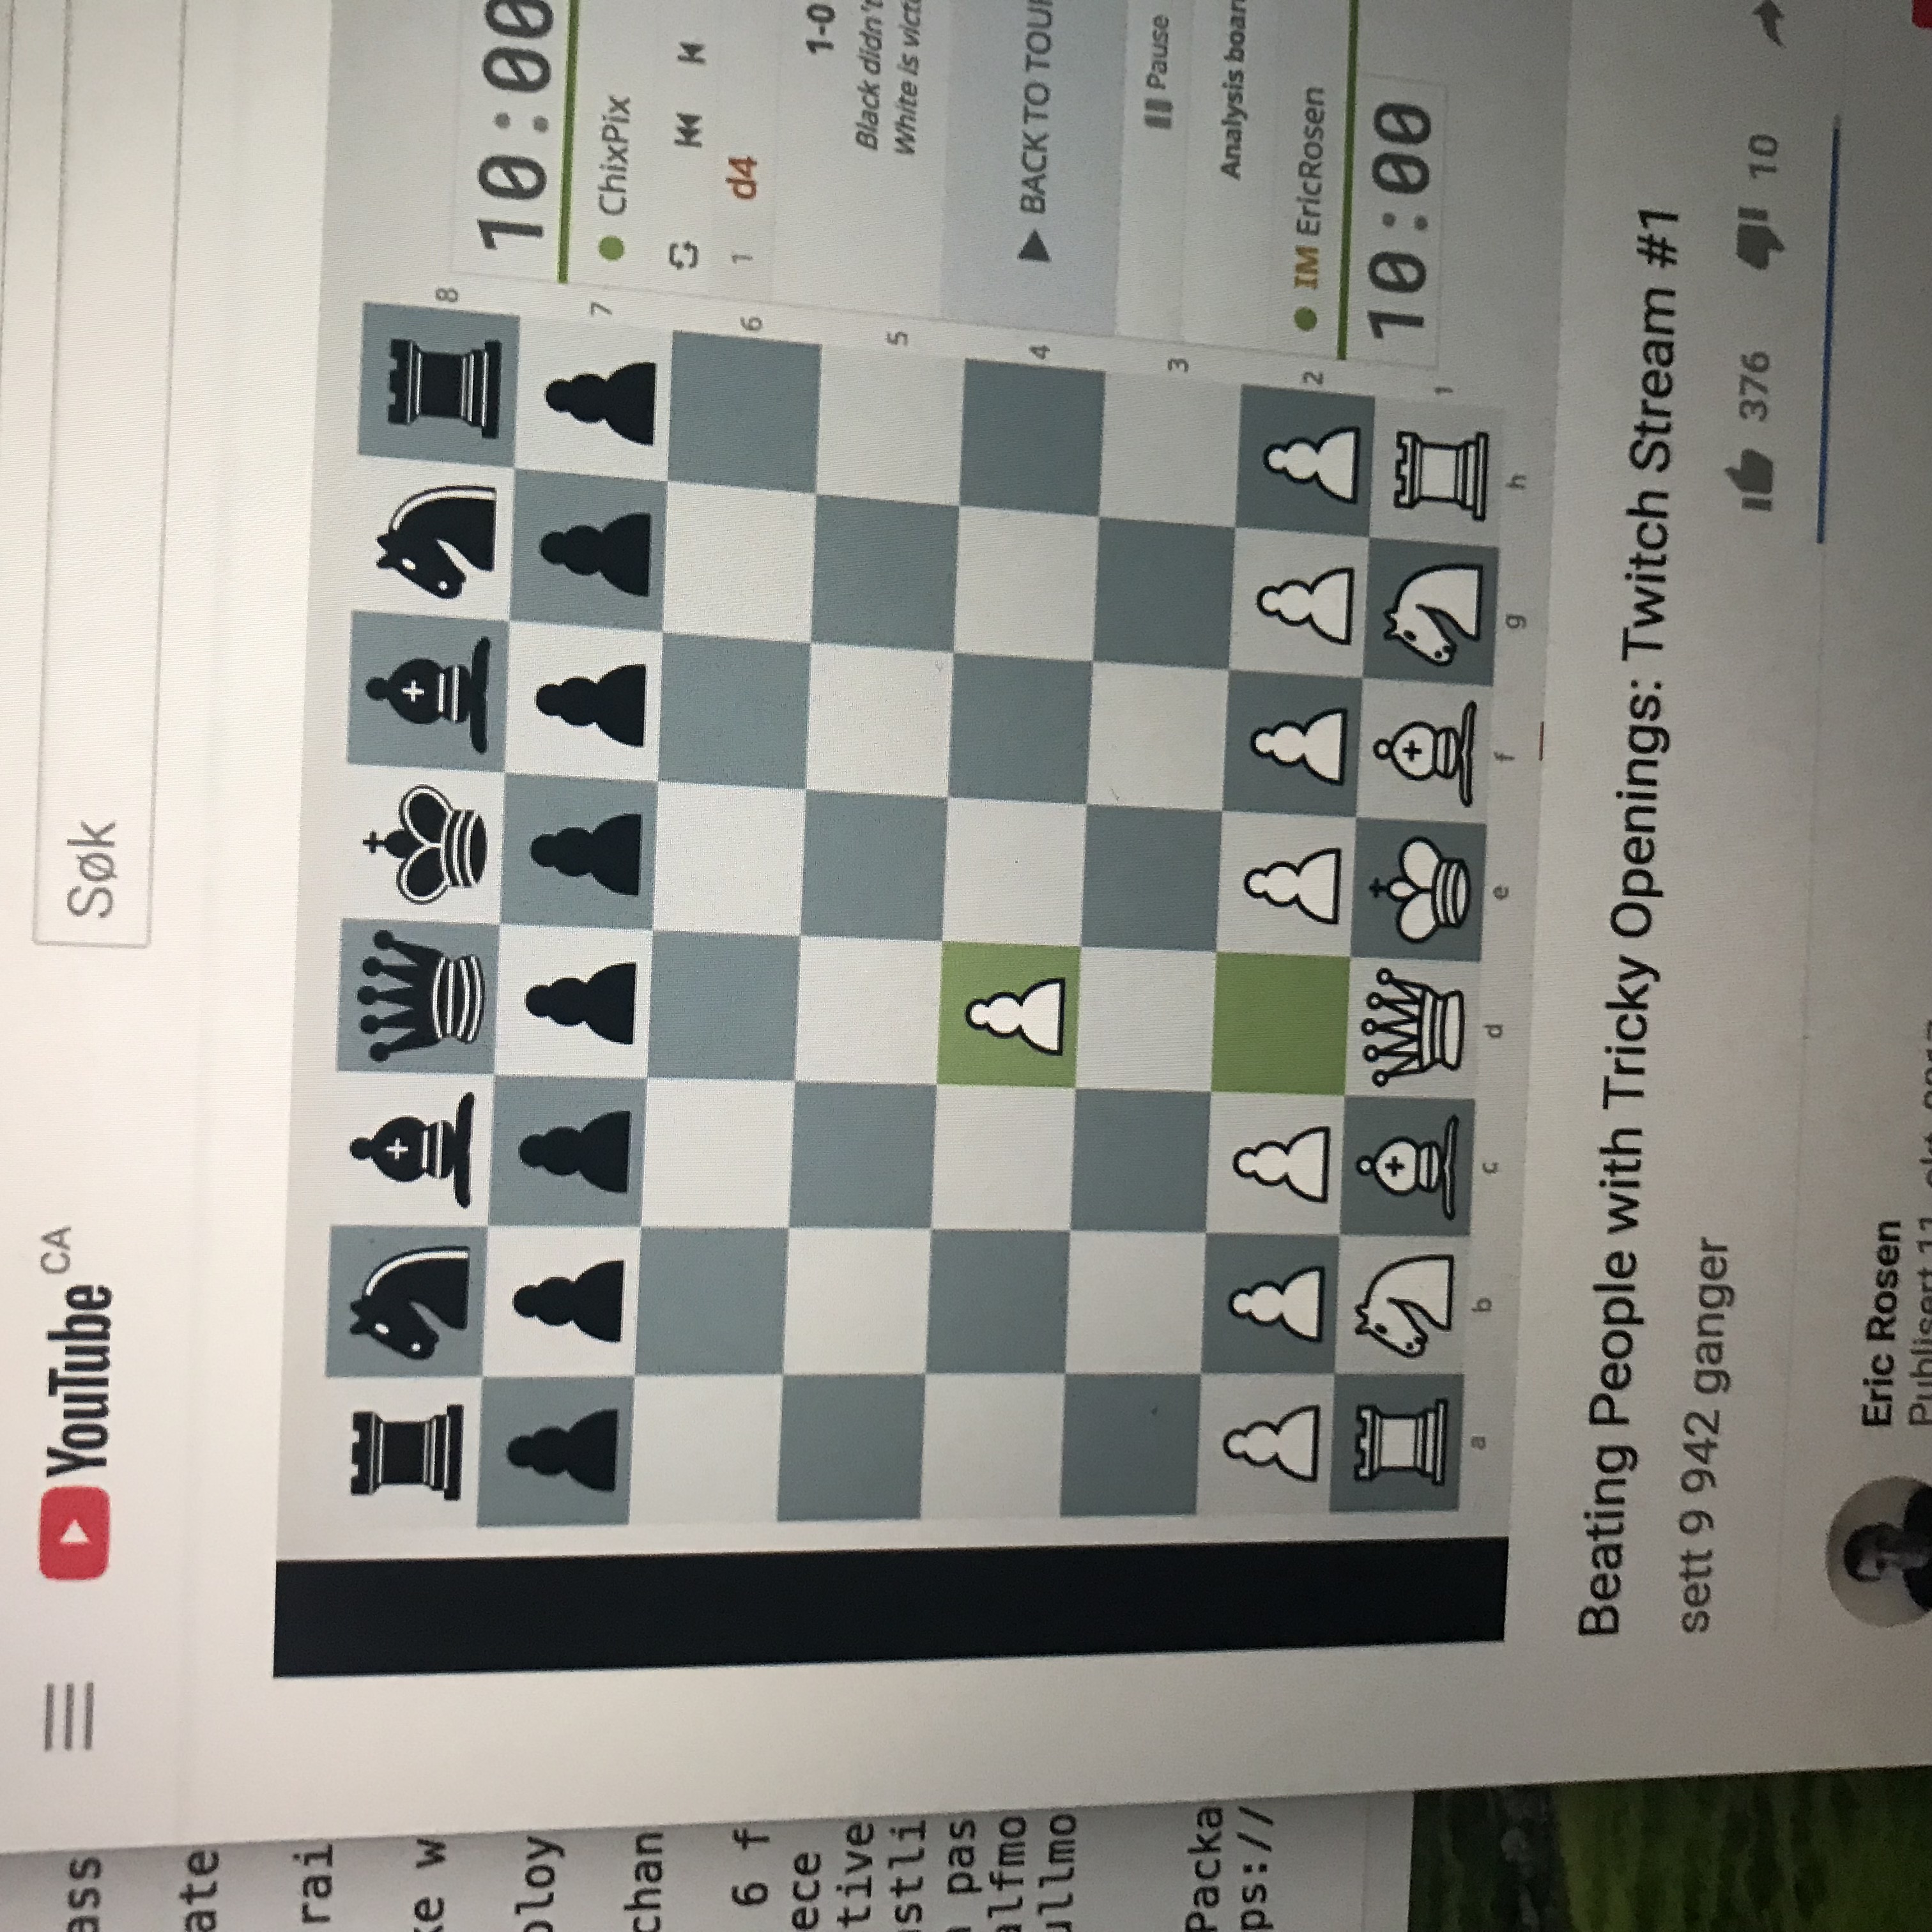 YouTube CA
Søk
ass
ate
rai
ke w
ploy
chan
6 f
ece
tive
astli
pas
alfmo
ullmo
Packa
ps://
8
7
6
5
4
3
2
1
a b c d e f g h
10:00
ChixPix
1 d4
1-0
Black didn't
White is vict
BACK TO TOU
Pause
Analysis boar
IM EricRosen
10:00
Beating People with Tricky Openings: Twitch Stream #1
sett 9 942 ganger
376 10
Eric Rosen
Publisert 11. okt. 2017